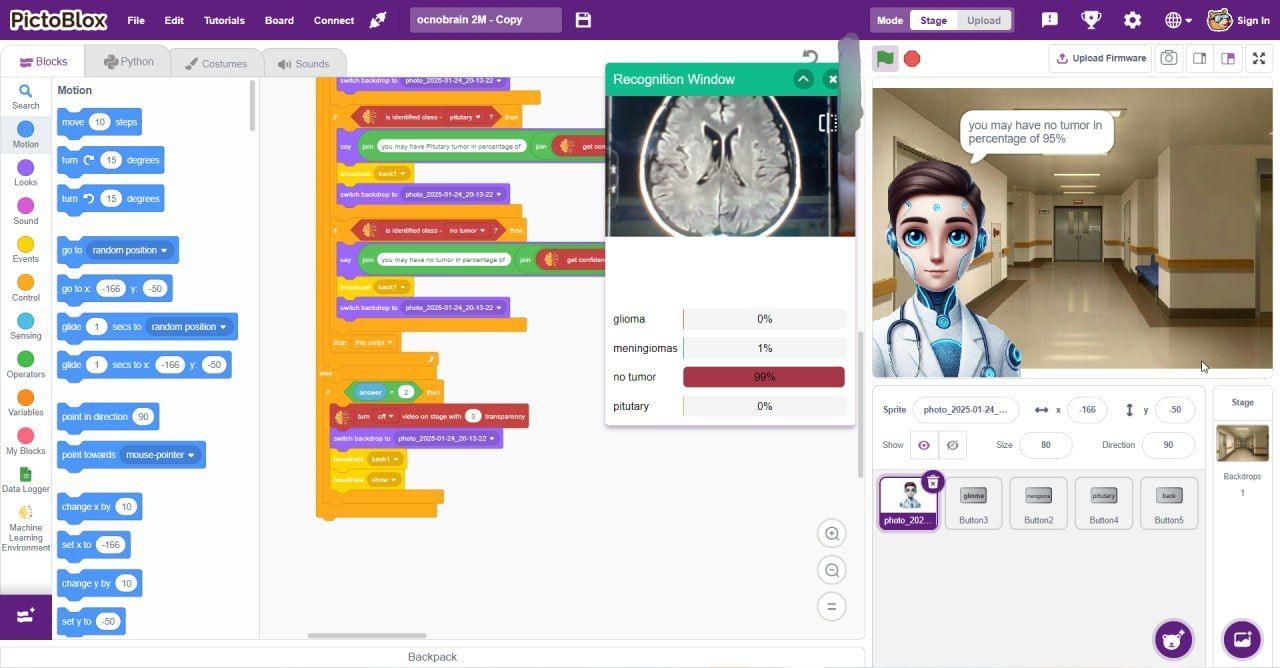 PictoBlox
File
Edit
Tutorials
Board
Connect
ocnobrain 2M - Copy
Mode
Stage
Upload
Sign In
Blocks
Python
Costumes
Sounds
Upload Firmware
Search
Motion
Looks
Sound
Events
Control
Sensing
Operators
Variables
My Blocks
Data Logger
Machine
Learning
Environment
Motion
move 10 steps
turn 15 degrees
turn 15 degrees
go to random position
go to x: -166 y: -50
glide 1 secs to random position
glide 1 secs to x: -166 y: -50
point in direction 90
point towards mouse-pointer
change x by 10
set x to -166
change y by 10
set y to -50
switch backdrop to photo_2025-01-24_20-13-22
if is identified class - pitutary ? then
say join you may have Pitutary tumor in percentage of join get con
broadcast back1
switch backdrop to photo_2025-01-24_20-13-22
if is identified class - no tumor ? then
say join you may have no tumor in percentage of join get confiden
broadcast back1
switch backdrop to photo_2025-01-24_20-13-22
stop this script
else
if answer = 2 then
turn off video on stage with 0 transparency
switch backdrop to photo_2025-01-24_20-13-22
broadcast back1
broadcast show
Recognition Window
glioma 0%
meningiomas 1%
no tumor 99%
pitutary 0%
you may have no tumor in
percentage of 95%
Sprite photo_2025-01-24_... x -166 y -50
Show Size 80 Direction 90
photo_202...
glioma
Button3
mengioma
Button2
pitutary
Button4
back
Button5
Stage
Backdrops
1
Backpack